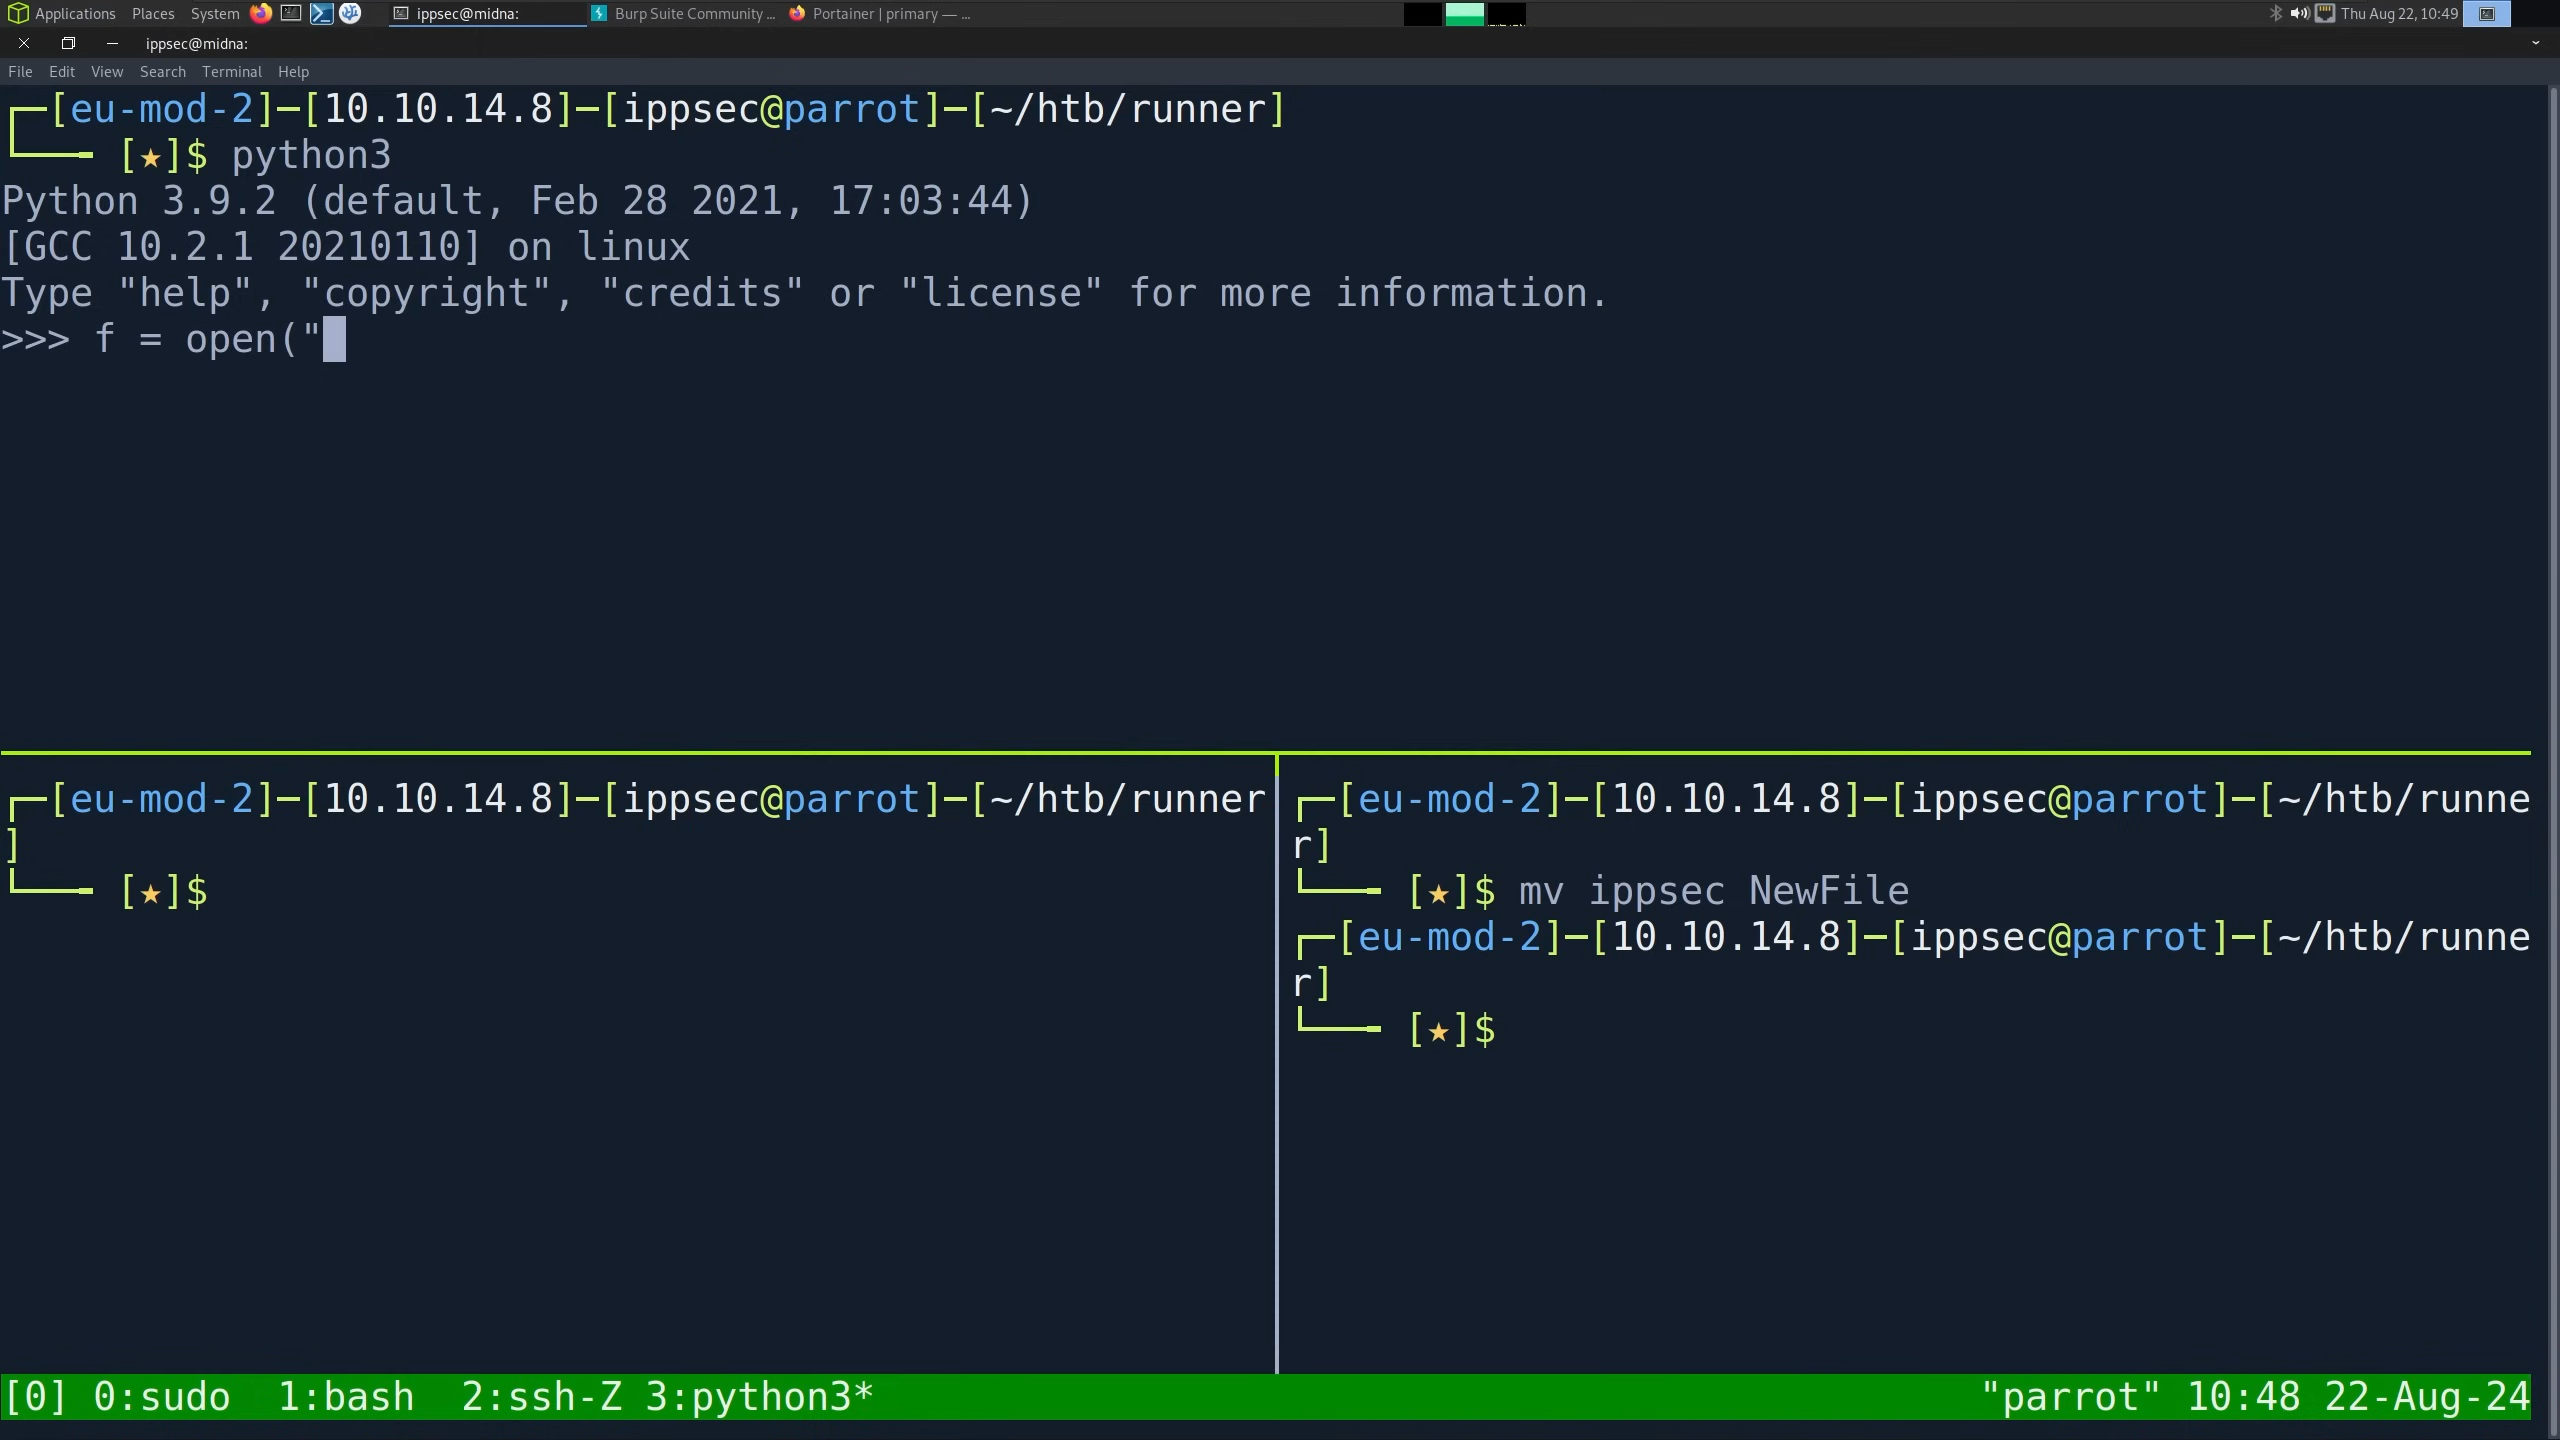 Applications Places System ippsec@midna: Burp Suite Community ... Portainer | primary — ... Thu Aug 22, 10:49
ippsec@midna:
File Edit View Search Terminal Help
┌─[eu-mod-2]─[10.10.14.8]─[ippsec@parrot]─[~/htb/runner]
└──╼ [★]$ python3
Python 3.9.2 (default, Feb 28 2021, 17:03:44)
[GCC 10.2.1 20210110] on linux
Type "help", "copyright", "credits" or "license" for more information.
>>> f = open("
┌─[eu-mod-2]─[10.10.14.8]─[ippsec@parrot]─[~/htb/runner
]
└──╼ [★]$
┌─[eu-mod-2]─[10.10.14.8]─[ippsec@parrot]─[~/htb/runne
r]
└──╼ [★]$ mv ippsec NewFile
┌─[eu-mod-2]─[10.10.14.8]─[ippsec@parrot]─[~/htb/runne
r]
└──╼ [★]$
[0] 0:sudo  1:bash  2:ssh-Z 3:python3* "parrot" 10:48 22-Aug-24